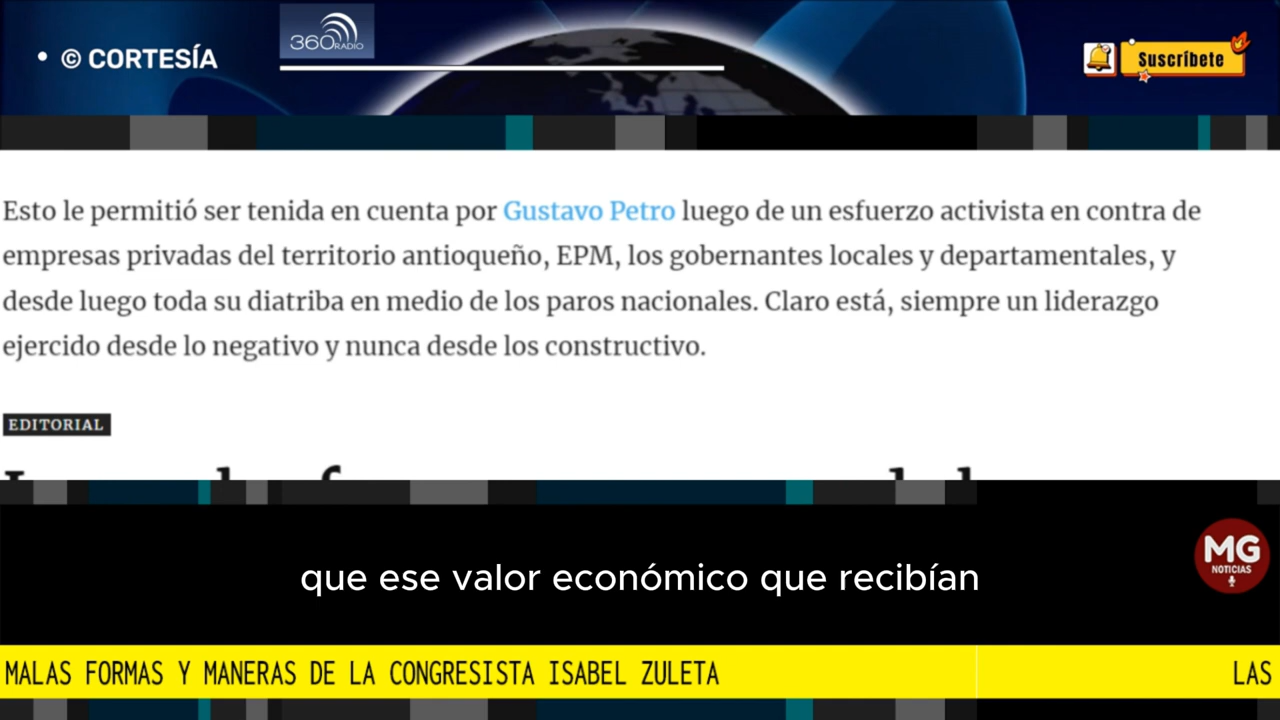 • © CORTESÍA
360RADIO
Suscríbete
Esto le permitió ser tenida en cuenta por Gustavo Petro luego de un esfuerzo activista en contra de
empresas privadas del territorio antioqueño, EPM, los gobernantes locales y departamentales, y
desde luego toda su diatriba en medio de los paros nacionales. Claro está, siempre un liderazgo
ejercido desde lo negativo y nunca desde los constructivo.
EDITORIAL
que ese valor económico que recibían
MG
NOTICIAS
MALAS FORMAS Y MANERAS DE LA CONGRESISTA ISABEL ZULETA LAS